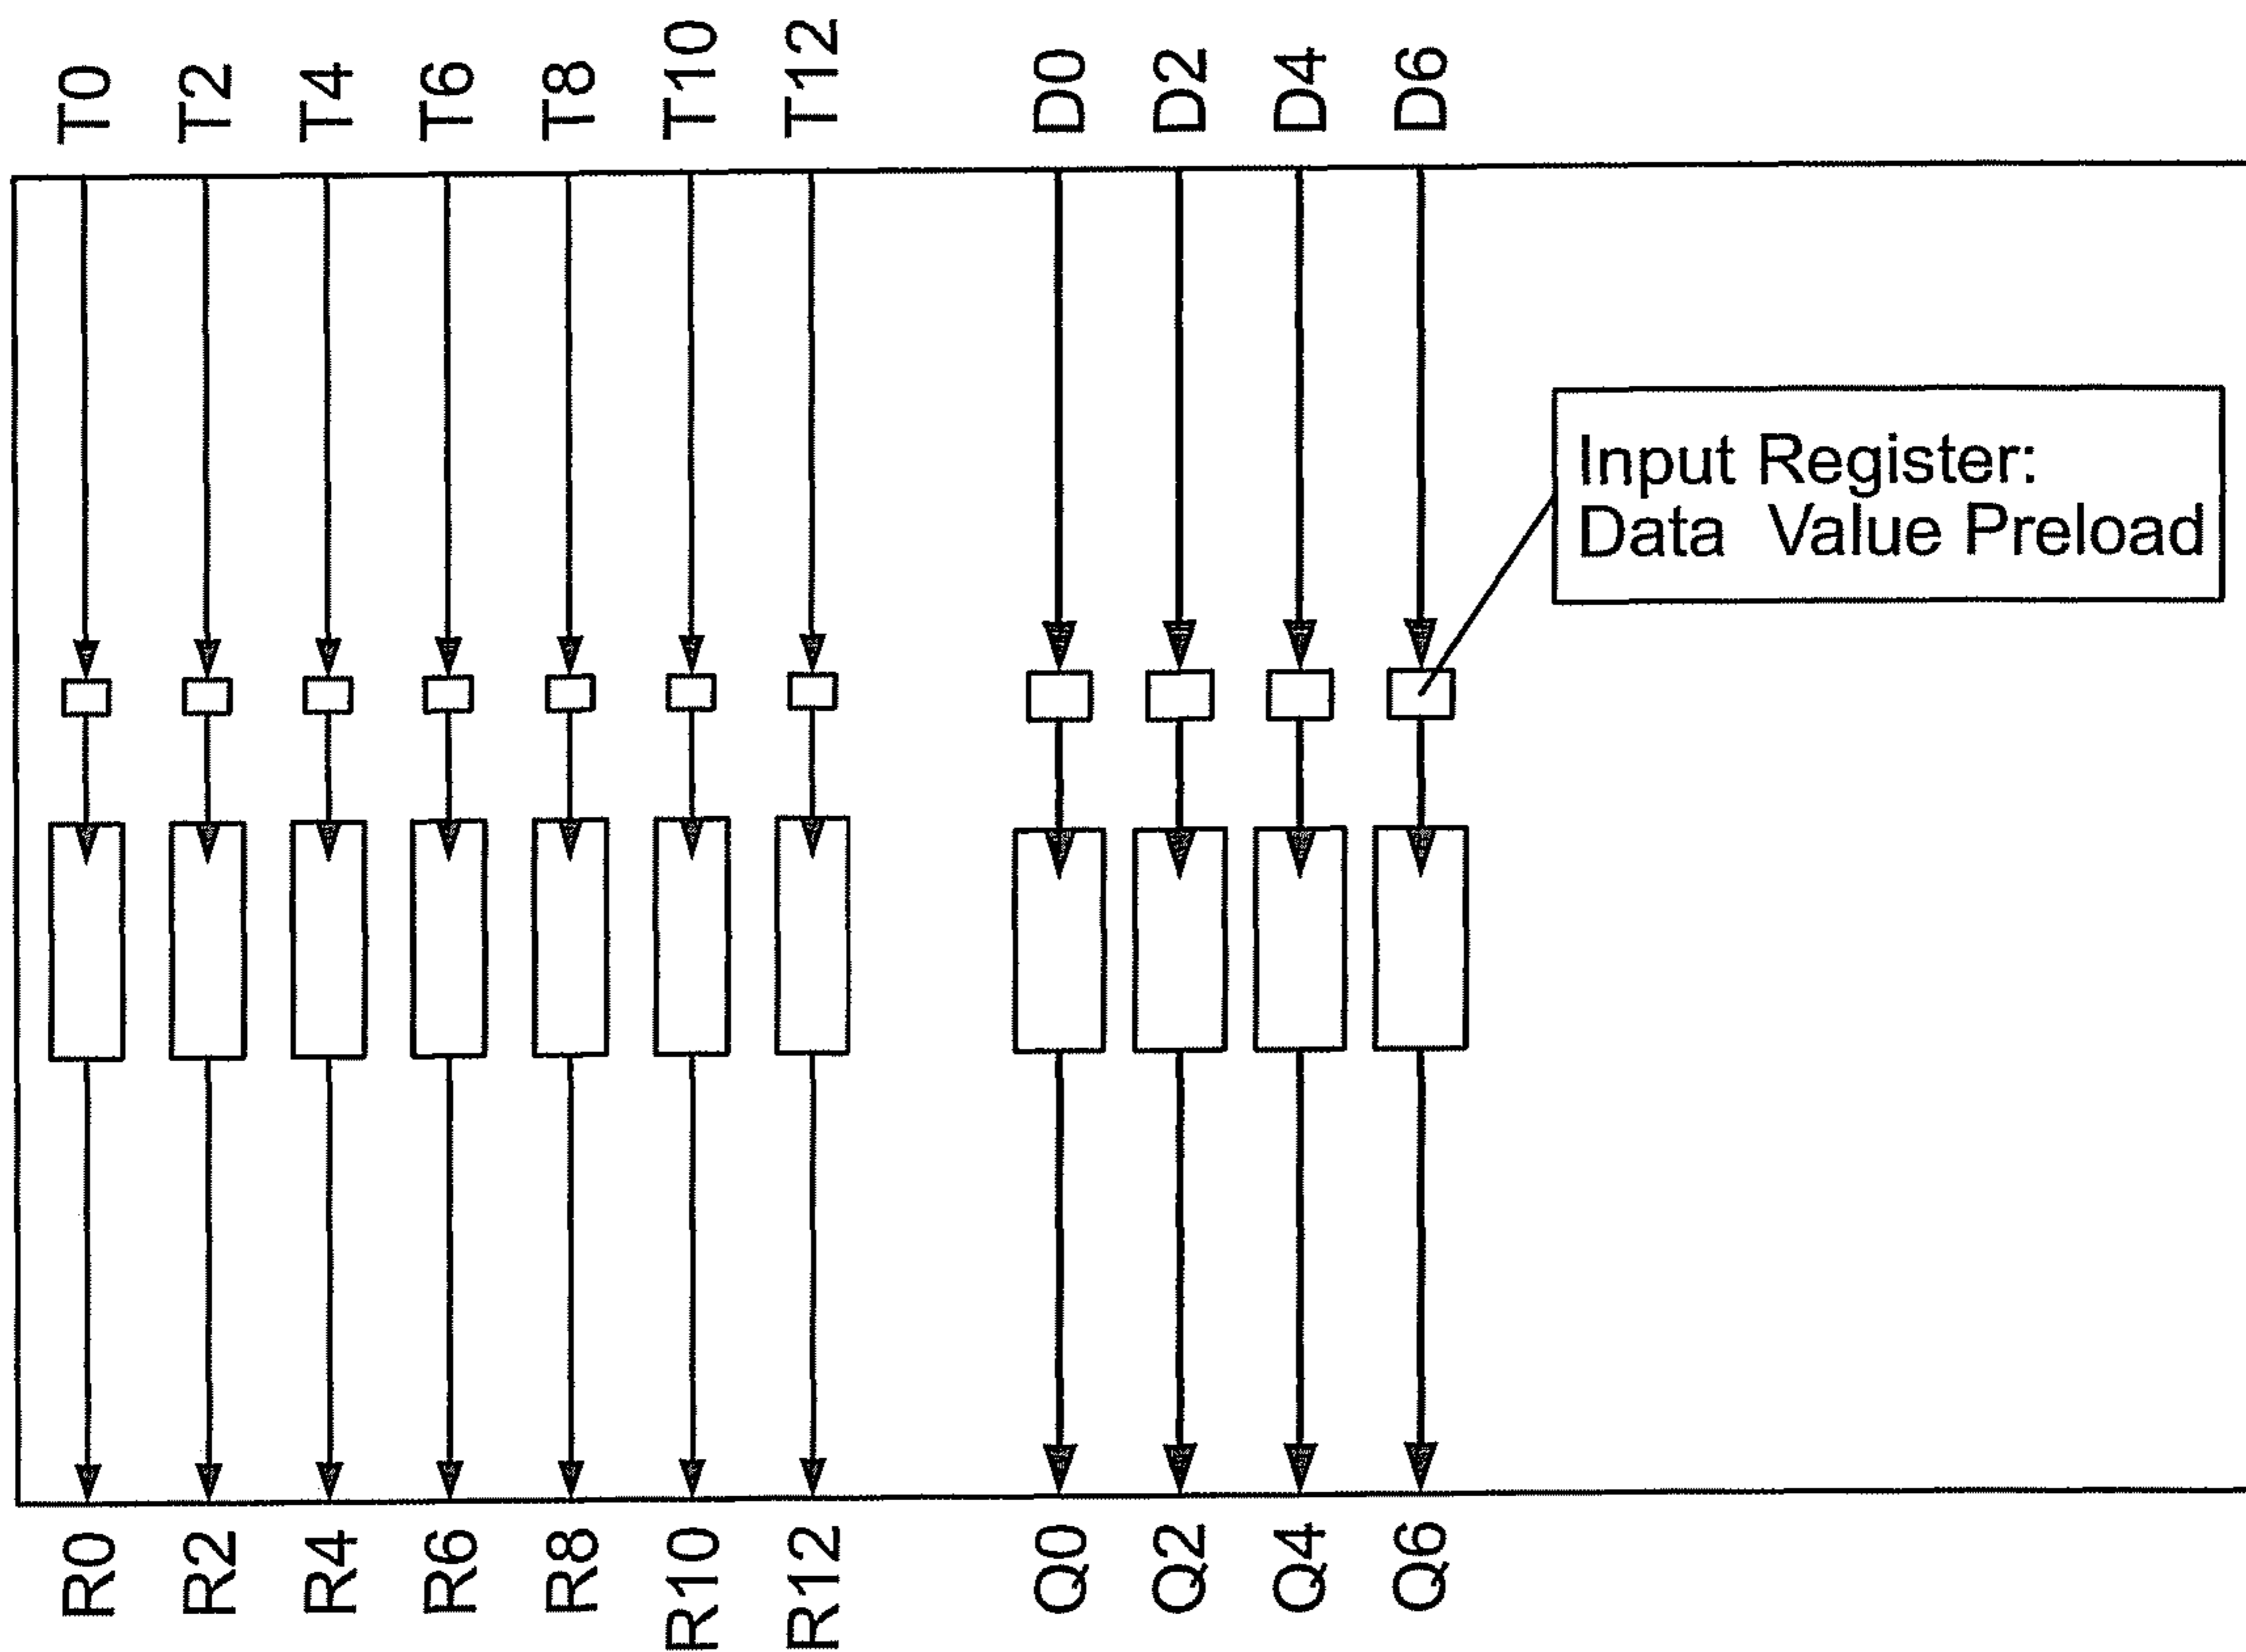 T0
T2
T4
T6
T8
T10
T12
D0
D2
D4
D6
Input Register:
Data Value Preload
R0
R2
R4
R6
R8
R10
R12
Q0
Q2
Q4
Q6